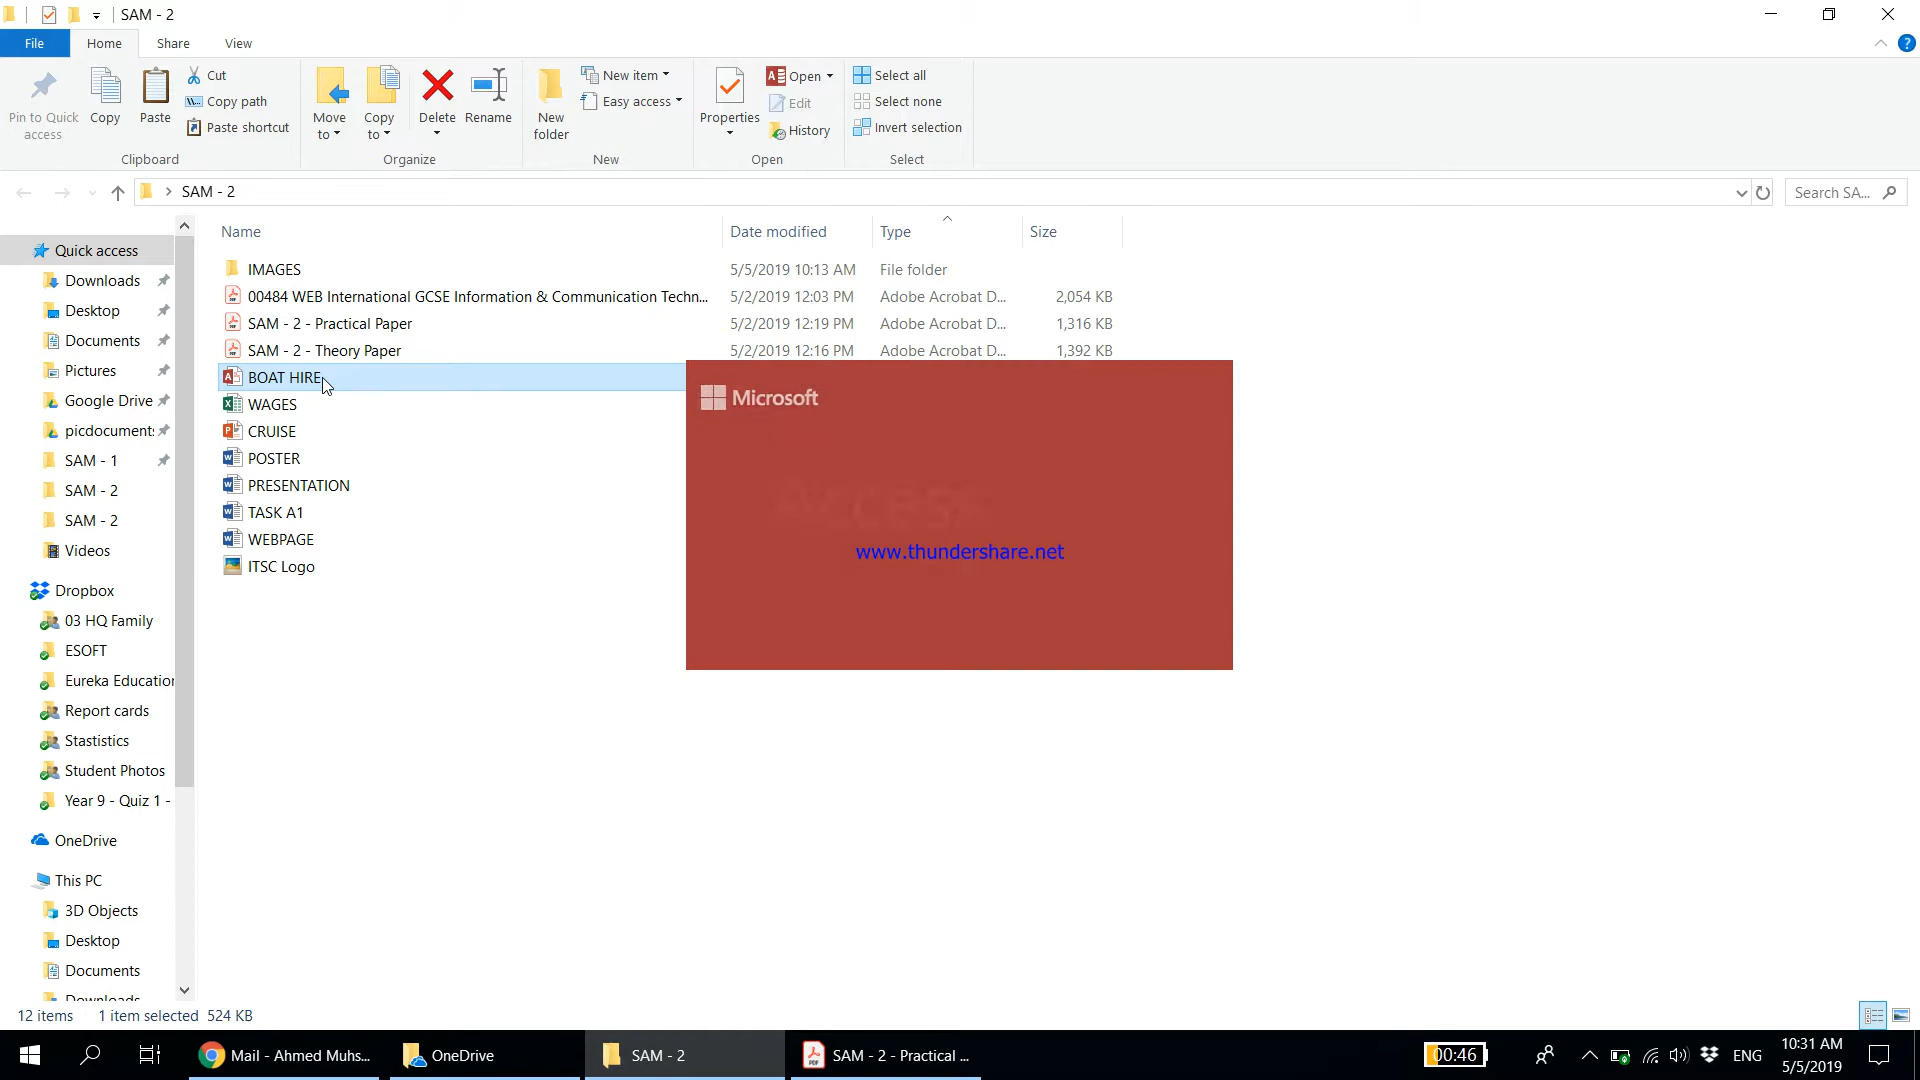 SAM - 2
File
Home
Share
View
Pin to Quick access
Copy
Paste
Cut
Copy path
Paste shortcut
Clipboard
Move to
Copy to
Delete
Rename
Organize
New folder
New item
Easy access
New
Properties
Open
Edit
History
Open
Select all
Select none
Invert selection
Select
SAM - 2
Search SA...
Name
Date modified
Type
Size
IMAGES 5/5/2019 10:13 AM File folder
00484 WEB International GCSE Information & Communication Techn... 5/2/2019 12:03 PM Adobe Acrobat D... 2,054 KB
SAM - 2 - Practical Paper 5/2/2019 12:19 PM Adobe Acrobat D... 1,316 KB
SAM - 2 - Theory Paper 5/2/2019 12:16 PM Adobe Acrobat D... 1,392 KB
BOAT HIRE
WAGES
CRUISE
POSTER
PRESENTATION
TASK A1
WEBPAGE
ITSC Logo
Microsoft
Access
www.thundershare.net
Quick access
Downloads
Desktop
Documents
Pictures
Google Drive
picdocuments
SAM - 1
SAM - 2
SAM - 2
Videos
Dropbox
03 HQ Family
ESOFT
Eureka Education
Report cards
Stastistics
Student Photos
Year 9 - Quiz 1 -
OneDrive
This PC
3D Objects
Desktop
Documents
Downloads
12 items 1 item selected 524 KB
Mail - Ahmed Muhs...
OneDrive
SAM - 2
SAM - 2 - Practical ...
00:46
ENG
10:31 AM
5/5/2019